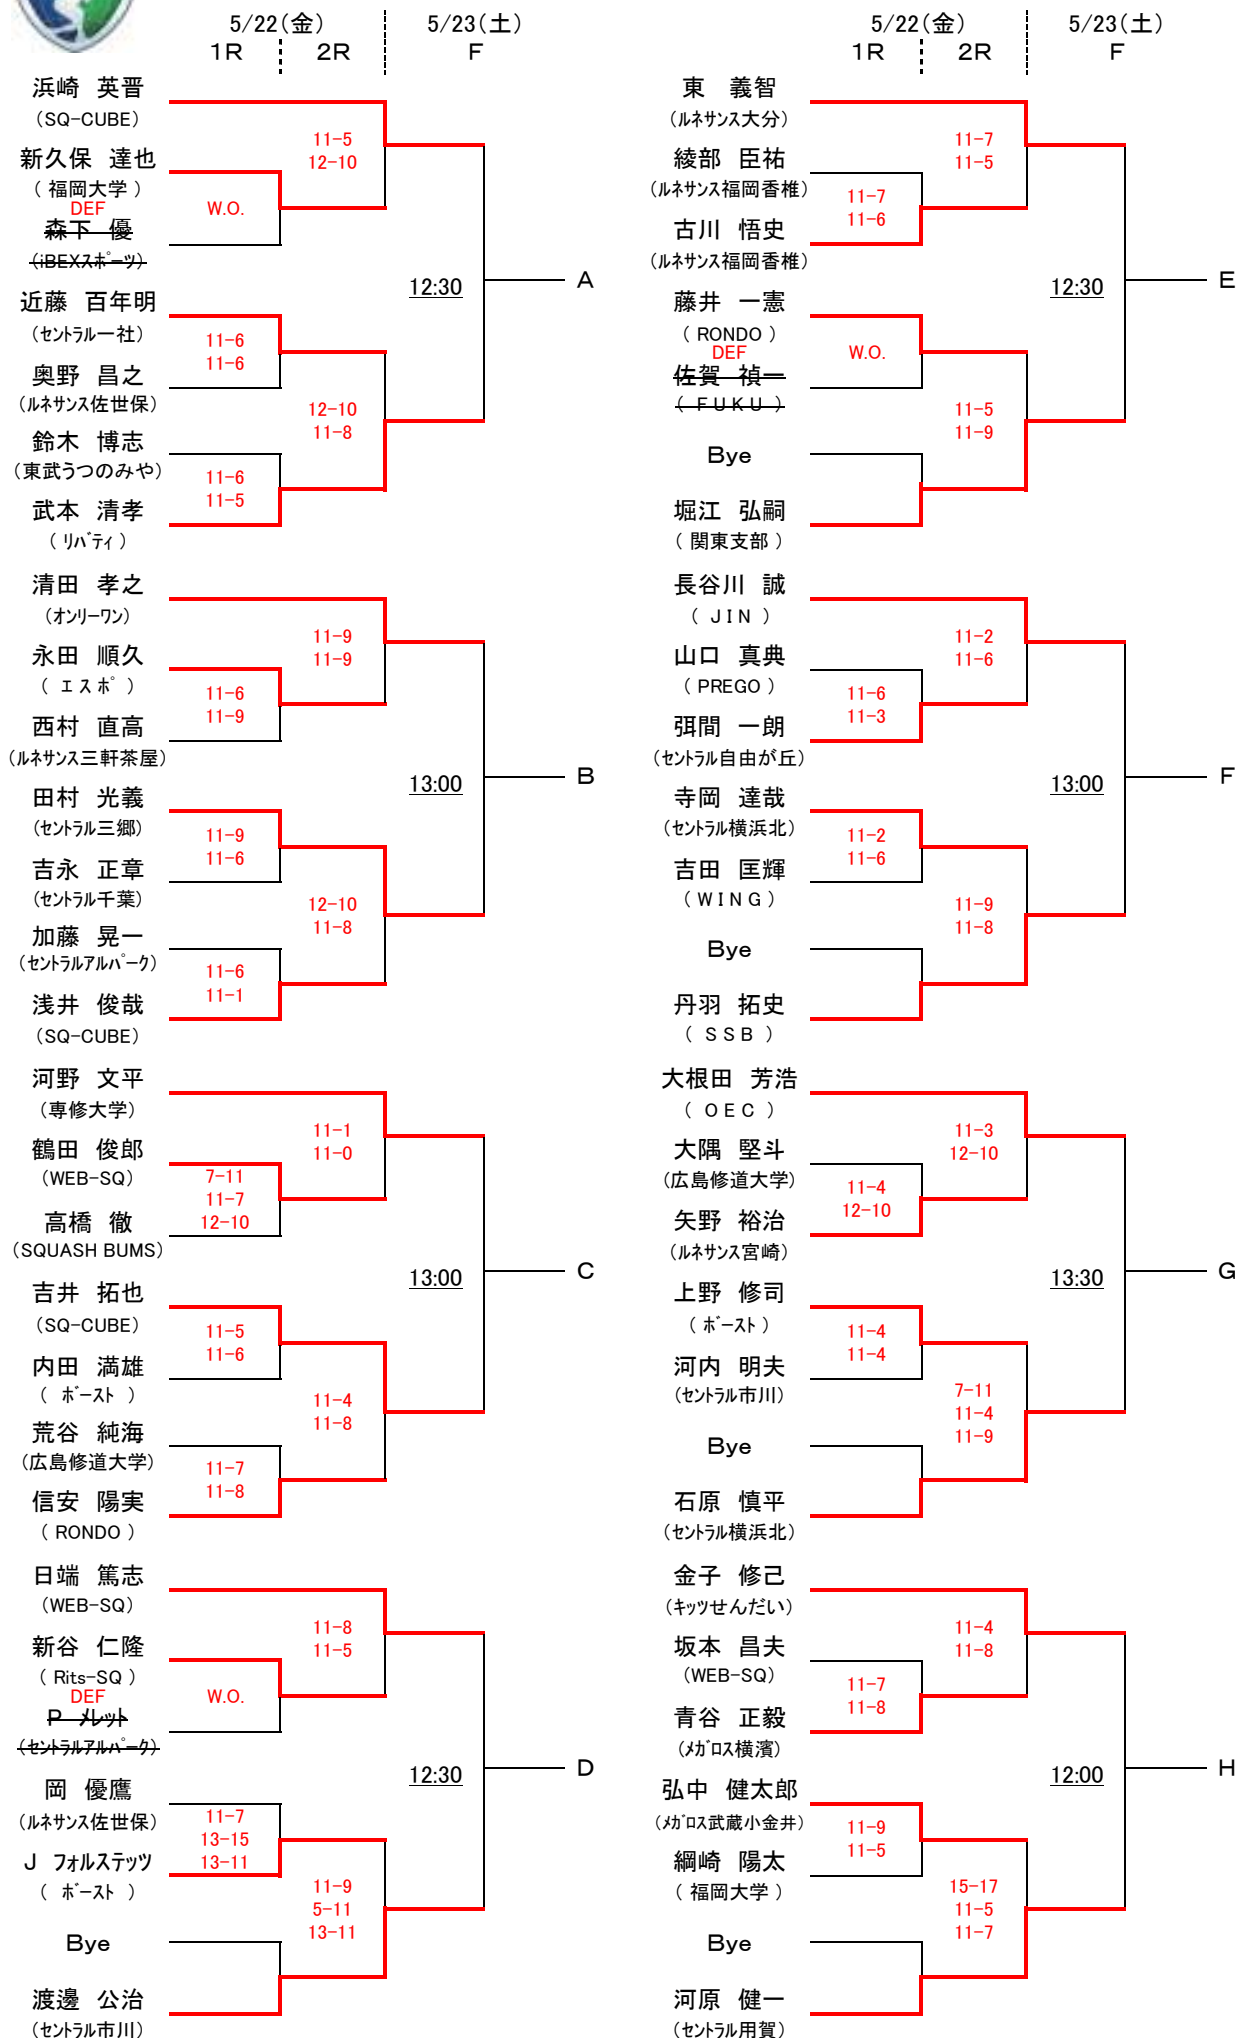 5/22(金) 5/23(土)
1R 2R F
浜崎 英晋
(SQ-CUBE)
11-5
12-10
新久保 達也
( 福岡大学 )
DEF
W.O.
森下 優
(iBEXスポーツ)
12:30
A
近藤 百年明
(セントラル一社)
11-6
11-6
奥野 昌之
(ルネサンス佐世保)
12-10
11-8
鈴木 博志
(東武うつのみや)
11-6
11-5
武本 清孝
( リバティ )
清田 孝之
(オンリーワン)
11-9
11-9
永田 順久
( エスポ )
11-6
11-9
西村 直高
(ルネサンス三軒茶屋)
13:00
B
田村 光義
(セントラル三郷)
11-9
11-6
吉永 正章
(セントラル千葉)
12-10
11-8
加藤 晃一
(セントラルアルパーク)
11-6
11-1
浅井 俊哉
(SQ-CUBE)
河野 文平
(専修大学)
11-1
11-0
鶴田 俊郎
(WEB-SQ)
7-11
11-7
12-10
高橋 徹
(SQUASH BUMS)
13:00
C
吉井 拓也
(SQ-CUBE)
11-5
11-6
内田 満雄
( ボースト )
11-4
11-8
荒谷 純海
(広島修道大学)
11-7
11-8
信安 陽実
( RONDO )
日端 篤志
(WEB-SQ)
11-8
11-5
新谷 仁隆
( Rits-SQ )
DEF
W.O.
P メレット
(セントラルアルパーク)
12:30
D
岡 優鷹
(ルネサンス佐世保)
11-7
13-15
13-11
J フォルステッツ
( ボースト )
11-9
5-11
13-11
Bye
渡邊 公治
(セントラル市川)
5/22(金) 5/23(土)
1R 2R F
東 義智
(ルネサンス大分)
11-7
11-5
綾部 臣祐
(ルネサンス福岡香椎)
11-7
11-6
古川 悟史
(ルネサンス福岡香椎)
12:30
E
藤井 一憲
( RONDO )
DEF
W.O.
佐賀 禎一
( FUKU )
11-5
11-9
Bye
堀江 弘嗣
( 関東支部 )
長谷川 誠
( JIN )
11-2
11-6
山口 真典
( PREGO )
11-6
11-3
弭間 一朗
(セントラル自由が丘)
13:00
F
寺岡 達哉
(セントラル横浜北)
11-2
11-6
吉田 匡輝
( WING )
11-9
11-8
Bye
丹羽 拓史
( SSB )
大根田 芳浩
( OEC )
11-3
12-10
大隅 堅斗
(広島修道大学)
11-4
12-10
矢野 裕治
(ルネサンス宮崎)
13:30
G
上野 修司
( ボースト )
11-4
11-4
河内 明夫
(セントラル市川)
7-11
11-4
11-9
Bye
石原 慎平
(セントラル横浜北)
金子 修己
(キッツせんだい)
11-4
11-8
坂本 昌夫
(WEB-SQ)
11-7
11-8
青谷 正毅
(メガロス横濱)
12:00
H
弘中 健太郎
(メガロス武蔵小金井)
11-9
11-5
綱崎 陽太
( 福岡大学 )
15-17
11-5
11-7
Bye
河原 健一
(セントラル用賀)